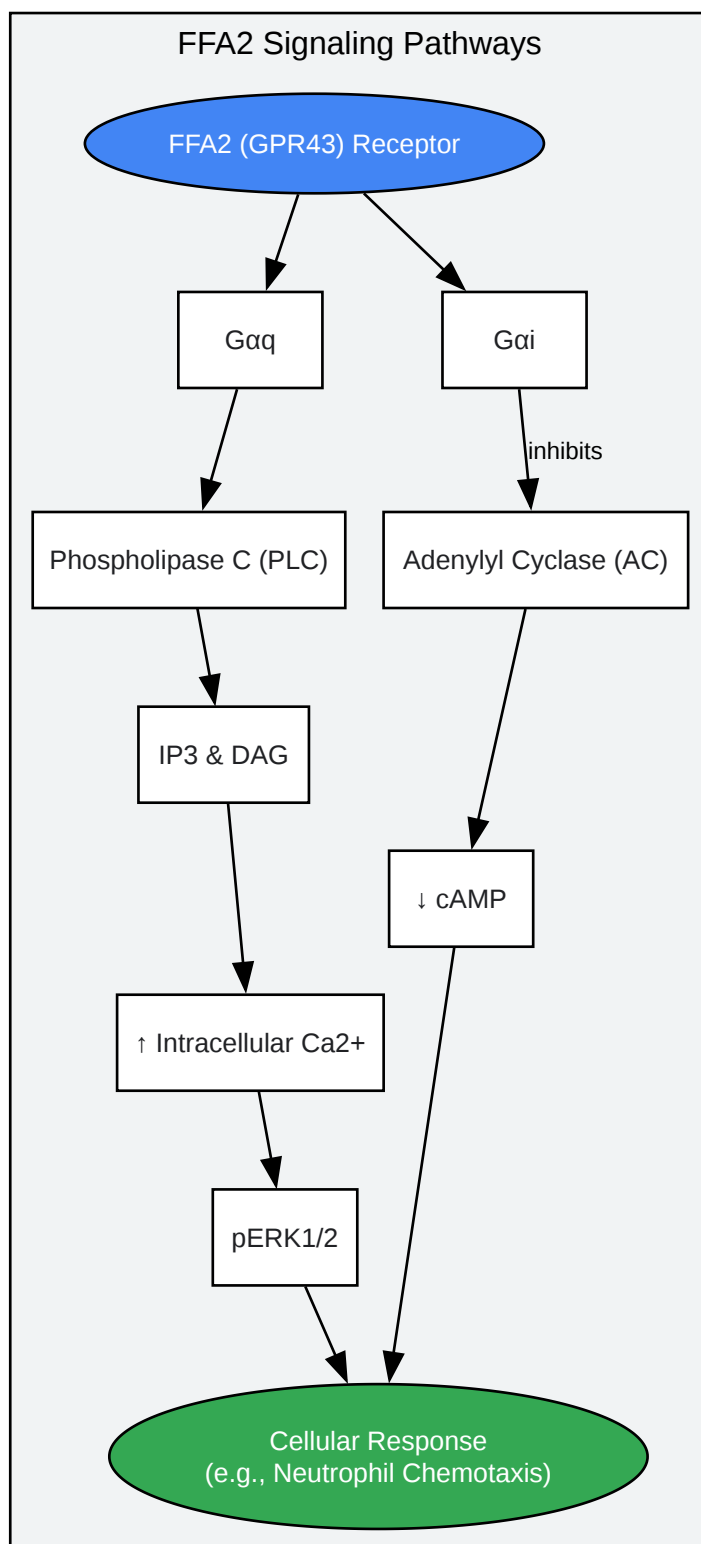 FFA2 Signaling Pathways
FFA2 (GPR43) Receptor
Gαq
Gαi
inhibits
Phospholipase C (PLC)
Adenylyl Cyclase (AC)
IP3 & DAG
↓ cAMP
↑ Intracellular Ca2+
pERK1/2
Cellular Response
(e.g., Neutrophil Chemotaxis)